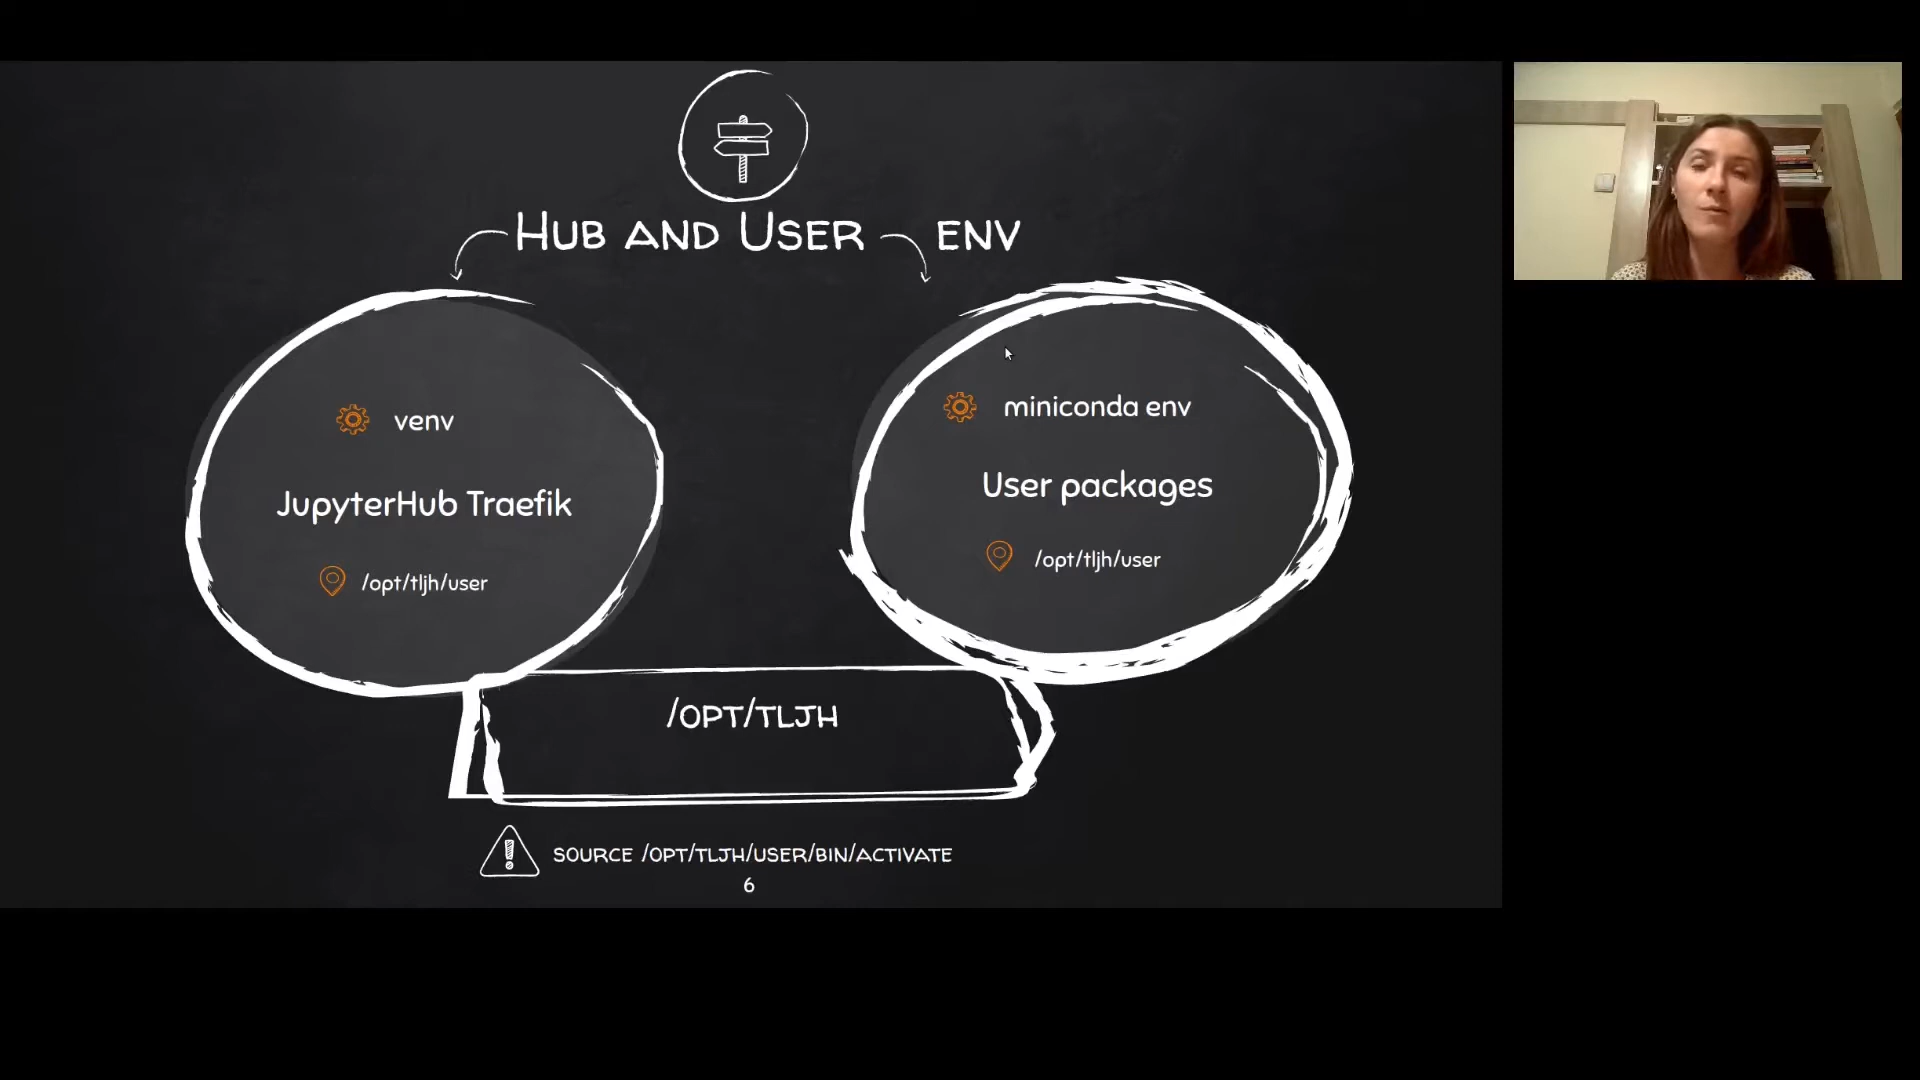 Hub and User env
venv
JupyterHub Traefik
/opt/tljh/user
miniconda env
User packages
/opt/tljh/user
/opt/tljh
source /opt/tljh/user/bin/activate
6